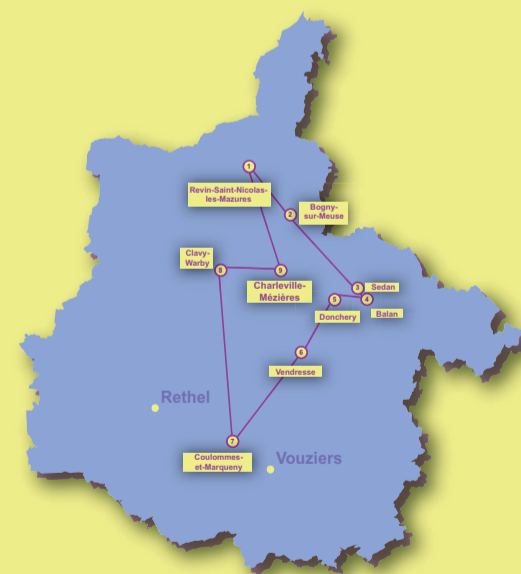 1
Revin-Saint-Nicolas-
les-Mazures
2
Bogny-
sur-Meuse
Clavy-
Warby
8
9
Charleville-
Mézières
3
Sedan
5
4
Donchery
Balan
6
Vendresse
Rethel
7
Coulommes-
et-Marqueny
Vouziers